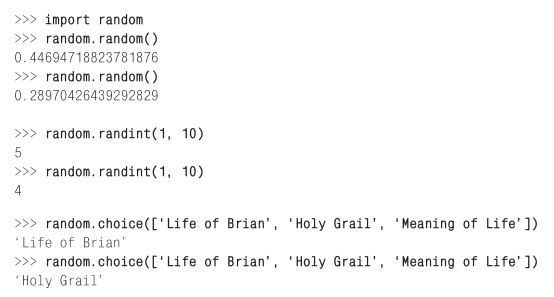 >>> import random
>>> random.random()
0.44694718823781876
>>> random.random()
0.28970426439292829
>>> random.randint(1, 10)
5
>>> random.randint(1, 10)
4
>>> random.choice([‘Life of Brian’, ‘Holy Grail’, ‘Meaning of Life’])
‘Life of Brian’
>>> random.choice([‘Life of Brian’, ‘Holy Grail’, ‘Meaning of Life’])
‘Holy Grail’